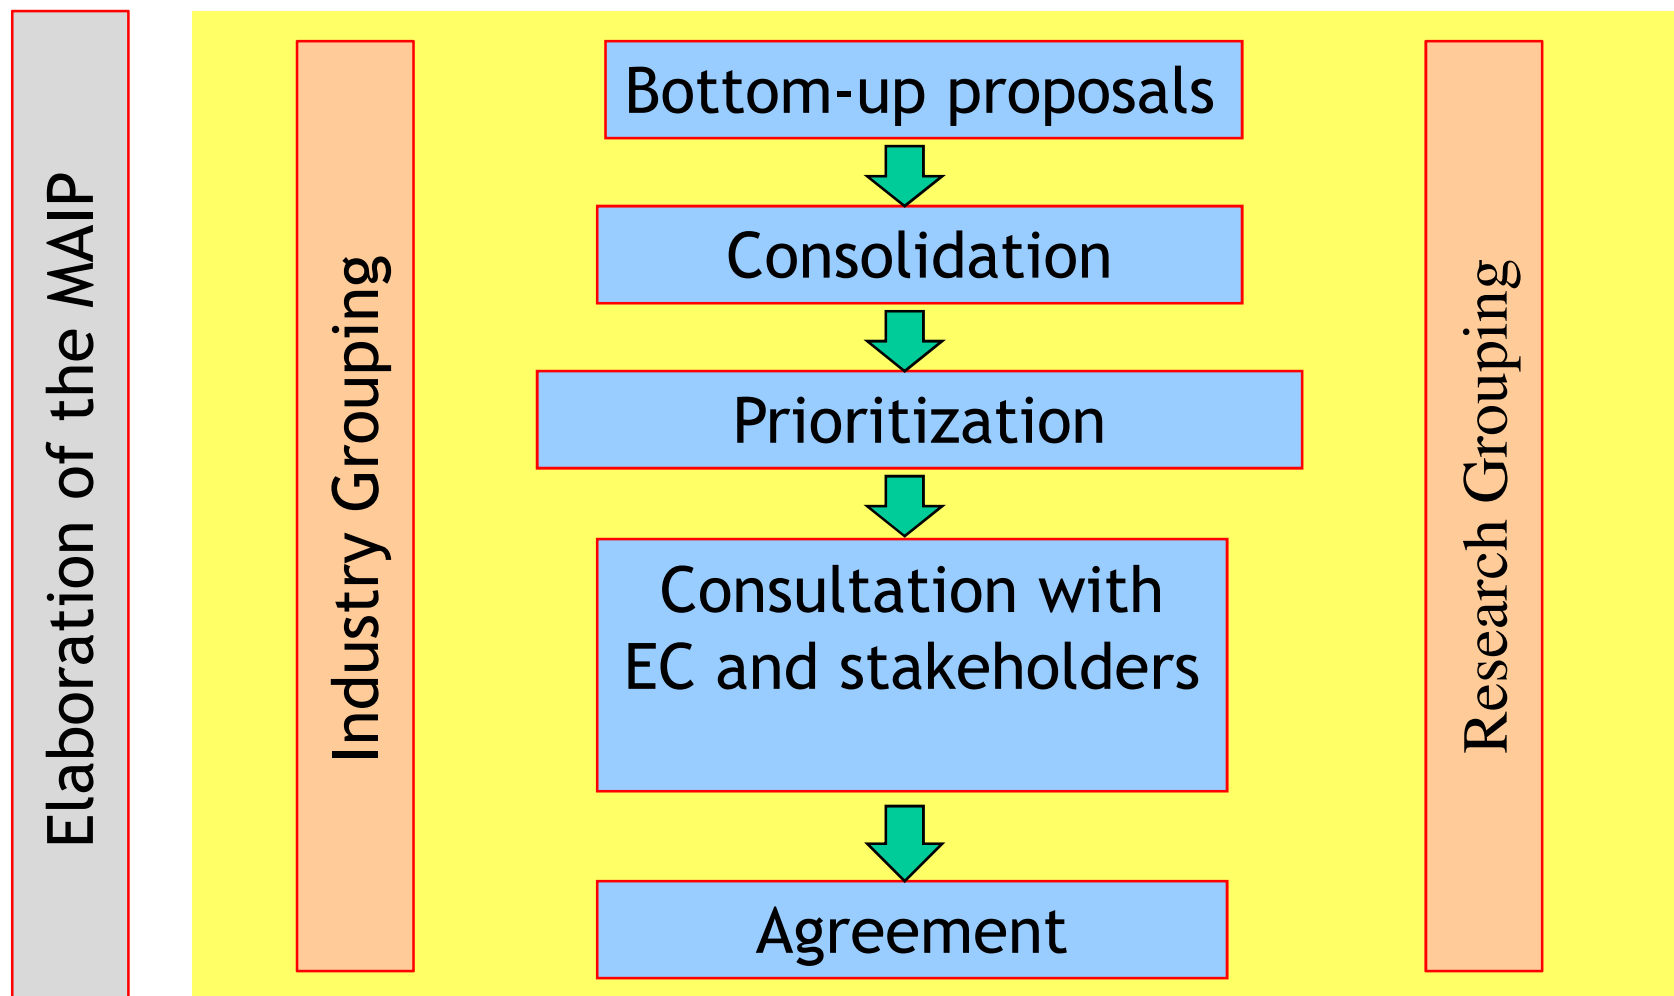 Elaboration of the MAIP
Industry Grouping
Bottom-up proposals
Consolidation
Prioritization
Consultation with
EC and stakeholders
Agreement
Research Grouping